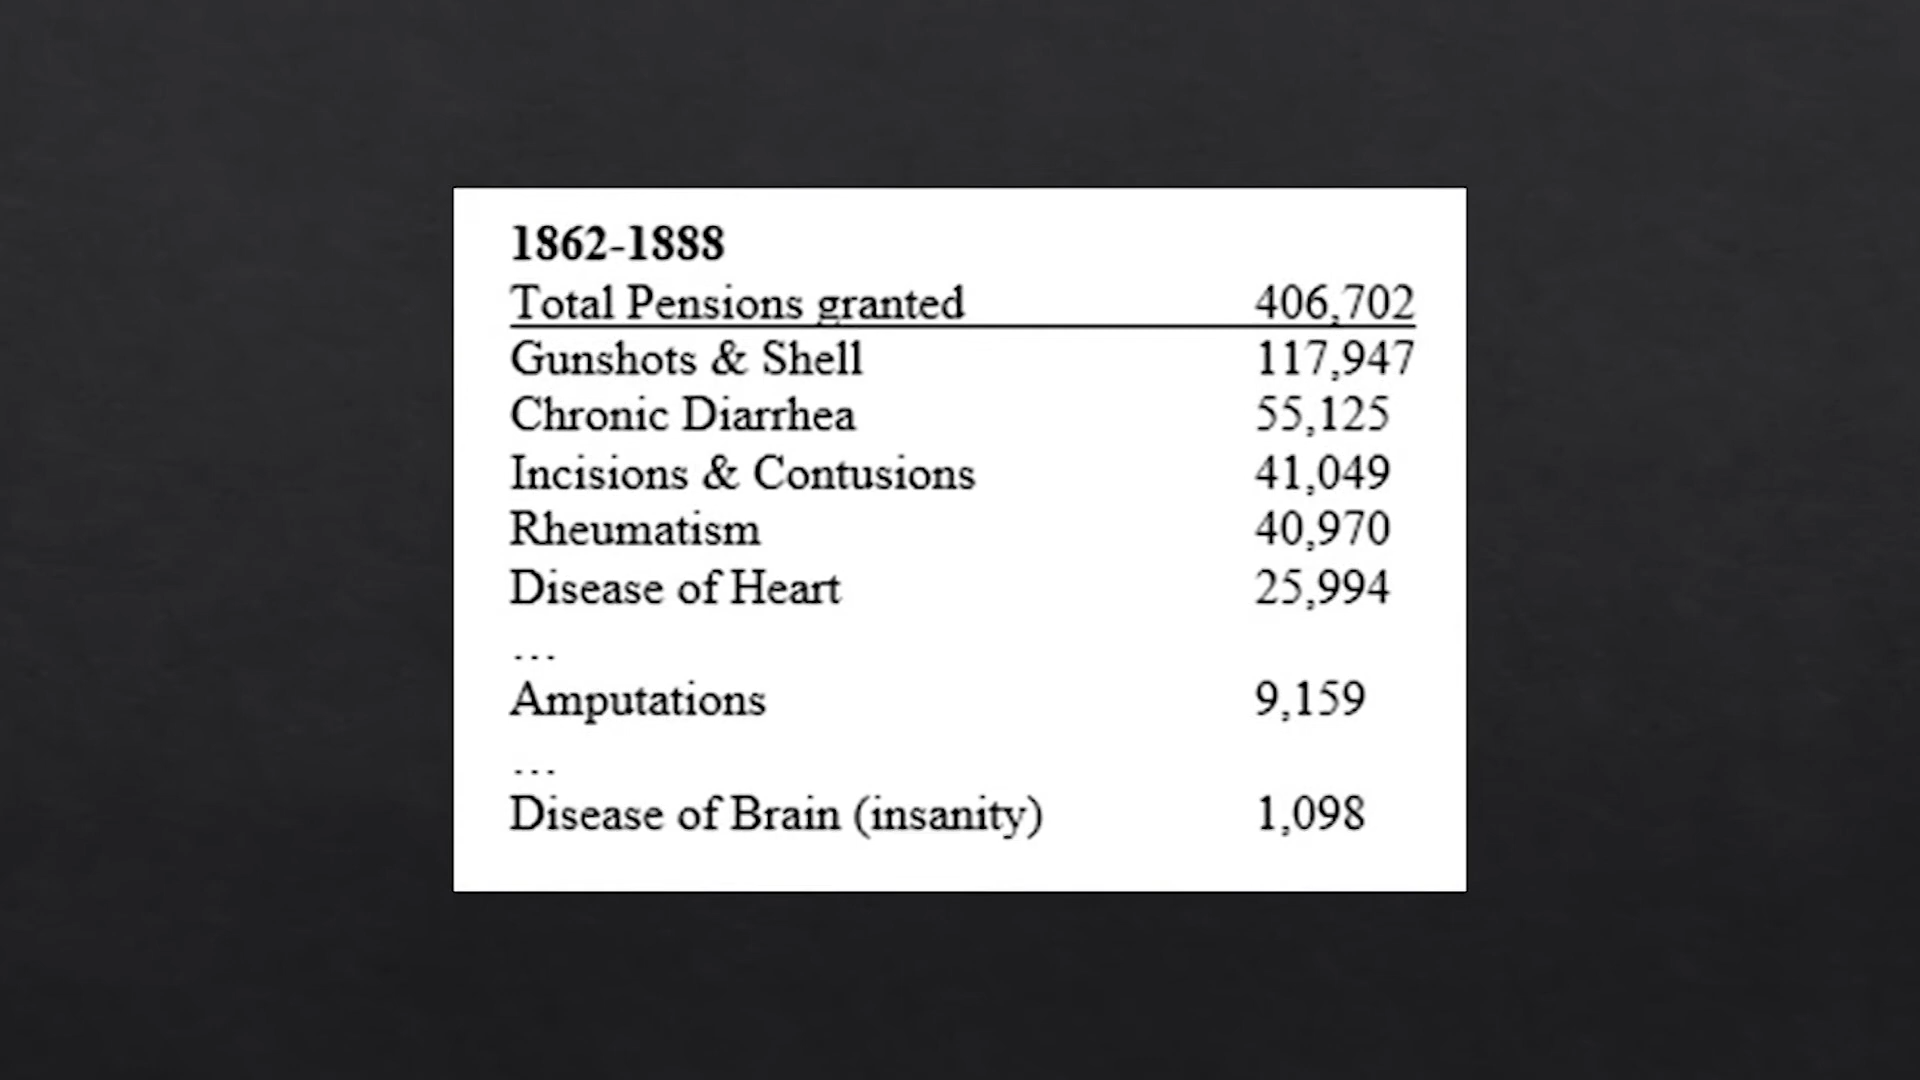 1862-1888
Total Pensions granted 406,702
Gunshots & Shell 117,947
Chronic Diarrhea 55,125
Incisions & Contusions 41,049
Rheumatism 40,970
Disease of Heart 25,994
...
Amputations 9,159
...
Disease of Brain (insanity) 1,098